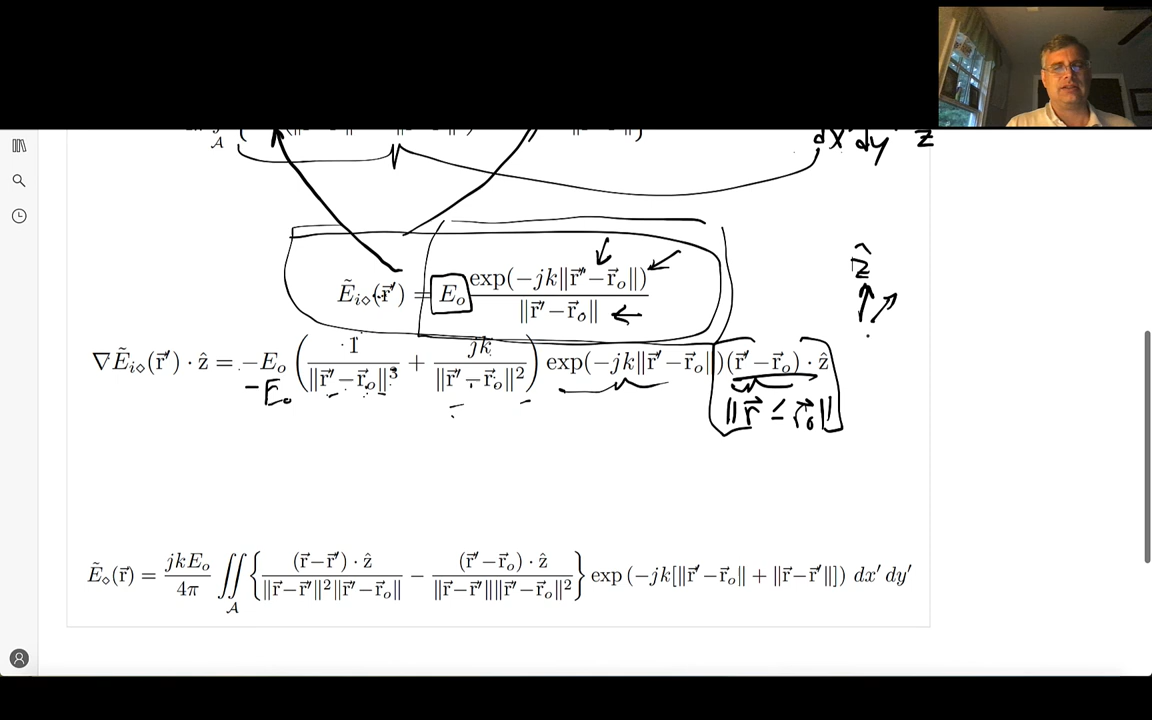 𝒜
dx' dy' z
ẑ
Ẽ_{i⋄}(r⃗′) = E_o exp(−jk‖r⃗′−r⃗_o‖) / ‖r⃗′−r⃗_o‖
∇Ẽ_{i⋄}(r⃗′) · ẑ = −E_o ( 1 / ‖r⃗′−r⃗_o‖³ + jk / ‖r⃗′−r⃗_o‖² ) exp(−jk‖r⃗′−r⃗_o‖)(r⃗′−r⃗_o) · ẑ
−E_o
Ẽ_⋄(r⃗) = jkE_o / 4π ∬_𝒜 { (r⃗−r⃗′) · ẑ / ‖r⃗−r⃗′‖²‖r⃗′−r⃗_o‖ − (r⃗′−r⃗_o) · ẑ / ‖r⃗−r⃗′‖‖r⃗′−r⃗_o‖² } exp (−jk[‖r⃗′−r⃗_o‖ + ‖r⃗−r⃗′‖]) dx′ dy′